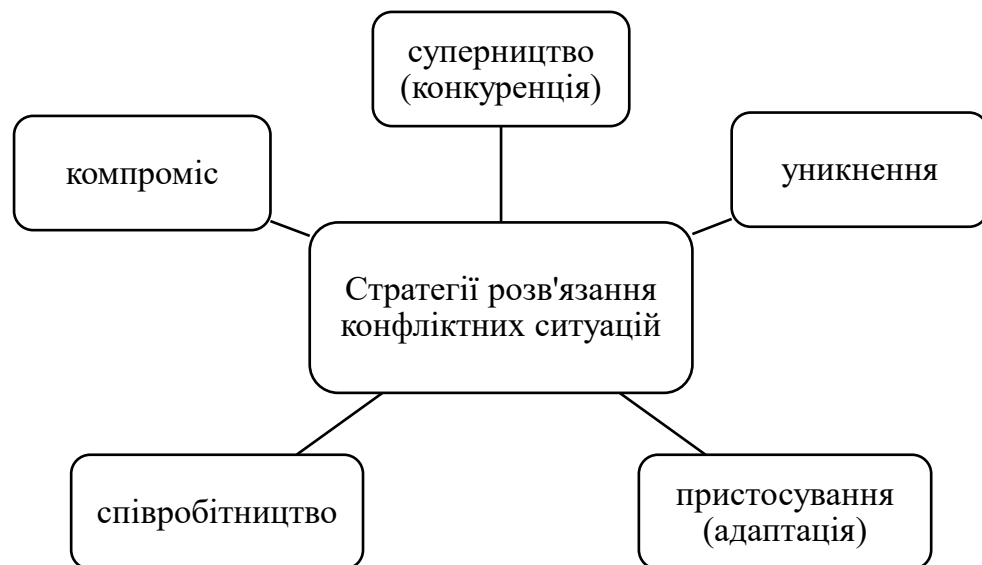 суперництво
(конкуренція)
компроміс
уникнення
Стратегії розв'язання
конфліктних ситуацій
співробітництво
пристосування
(адаптація)